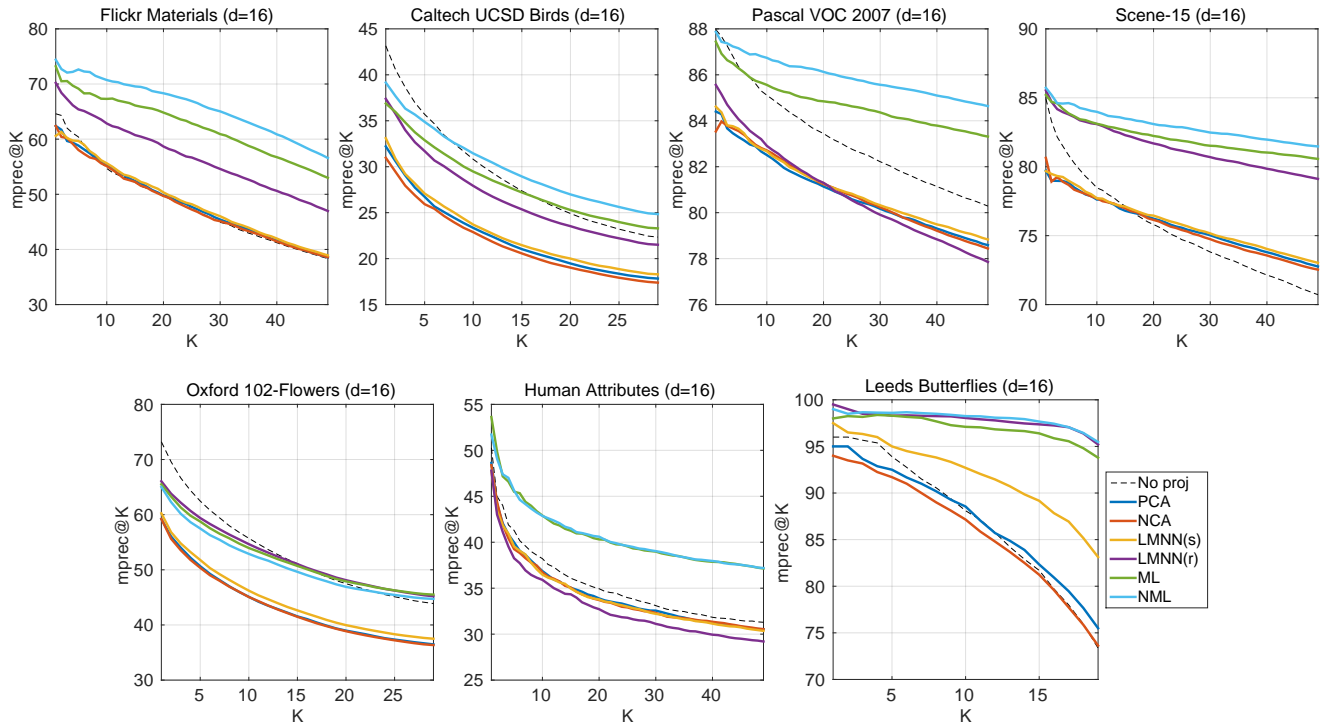 Flickr Materials (d=16)
80
70
60
50
40
30
mprec@K
10 20 30 40
K
Caltech UCSD Birds (d=16)
45
40
35
30
25
20
15
mprec@K
5 10 15 20 25
K
Pascal VOC 2007 (d=16)
88
86
84
82
80
78
76
mprec@K
10 20 30 40
K
Scene-15 (d=16)
90
85
80
75
70
mprec@K
10 20 30 40
K
Oxford 102-Flowers (d=16)
80
70
60
50
40
30
mprec@K
5 10 15 20 25
K
Human Attributes (d=16)
55
50
45
40
35
30
25
mprec@K
10 20 30 40
K
Leeds Butterflies (d=16)
100
95
90
85
80
75
70
mprec@K
5 10 15
K
No proj
PCA
NCA
LMNN(s)
LMNN(r)
ML
NML